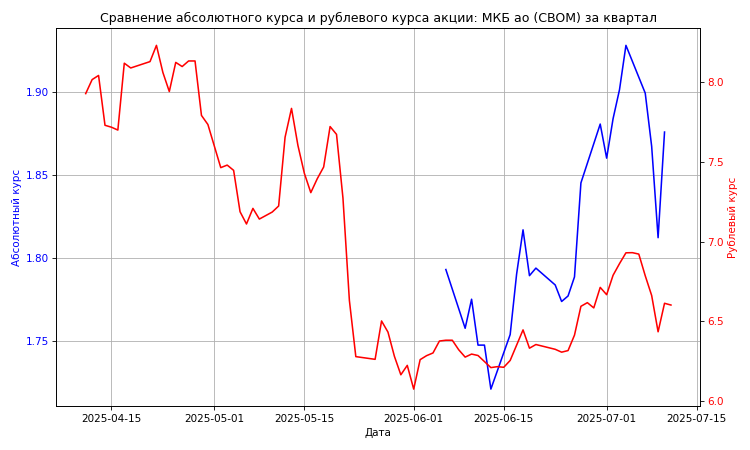 Сравнение абсолютного курса и рублевого курса акции: МКБ ао (CBOM) за квартал
Абсолютный курс
1.90
1.85
1.80
1.75
8.0
7.5
7.0
6.5
6.0
Рублевый курс
2025-04-15 2025-05-01 2025-05-15 2025-06-01 2025-06-15 2025-07-01 2025-07-15
Дата